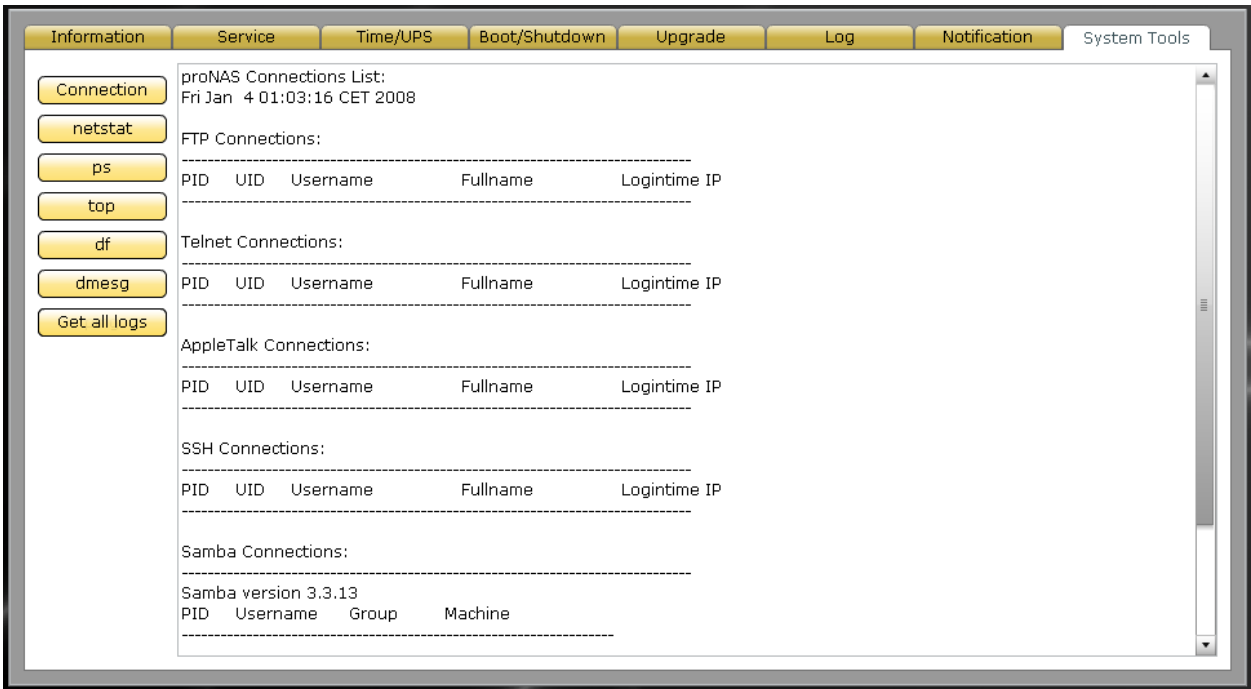 Information Service Time/UPS Boot/Shutdown Upgrade Log Notification System Tools
Connection
netstat
ps
top
df
dmesg
Get all logs
proNAS Connections List:
Fri Jan  4 01:03:16 CET 2008
FTP Connections:
--------------------------------------------------------------------------------
PID UID Username Fullname Logintime IP
--------------------------------------------------------------------------------
Telnet Connections:
--------------------------------------------------------------------------------
PID UID Username Fullname Logintime IP
--------------------------------------------------------------------------------
AppleTalk Connections:
--------------------------------------------------------------------------------
PID UID Username Fullname Logintime IP
--------------------------------------------------------------------------------
SSH Connections:
--------------------------------------------------------------------------------
PID UID Username Fullname Logintime IP
--------------------------------------------------------------------------------
Samba Connections:
--------------------------------------------------------------------------------
Samba version 3.3.13
PID Username Group Machine
-------------------------------------------------------------------